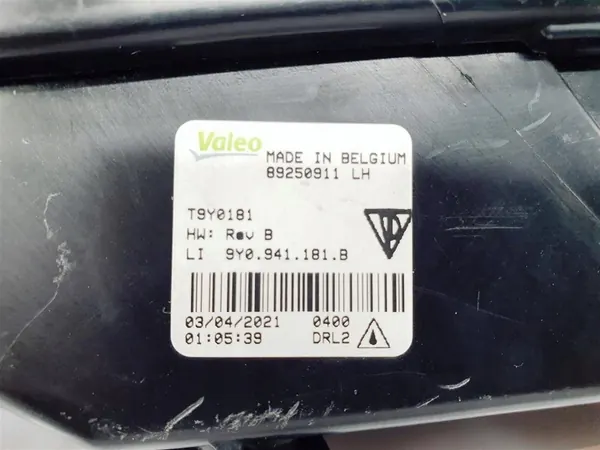 Valeo
MADE IN BELGIUM
89250911 LH
T9Y0181
HW: Rev B
LI 9Y0.941.181.B
03/04/2021 0400
01:05:39 DRL2